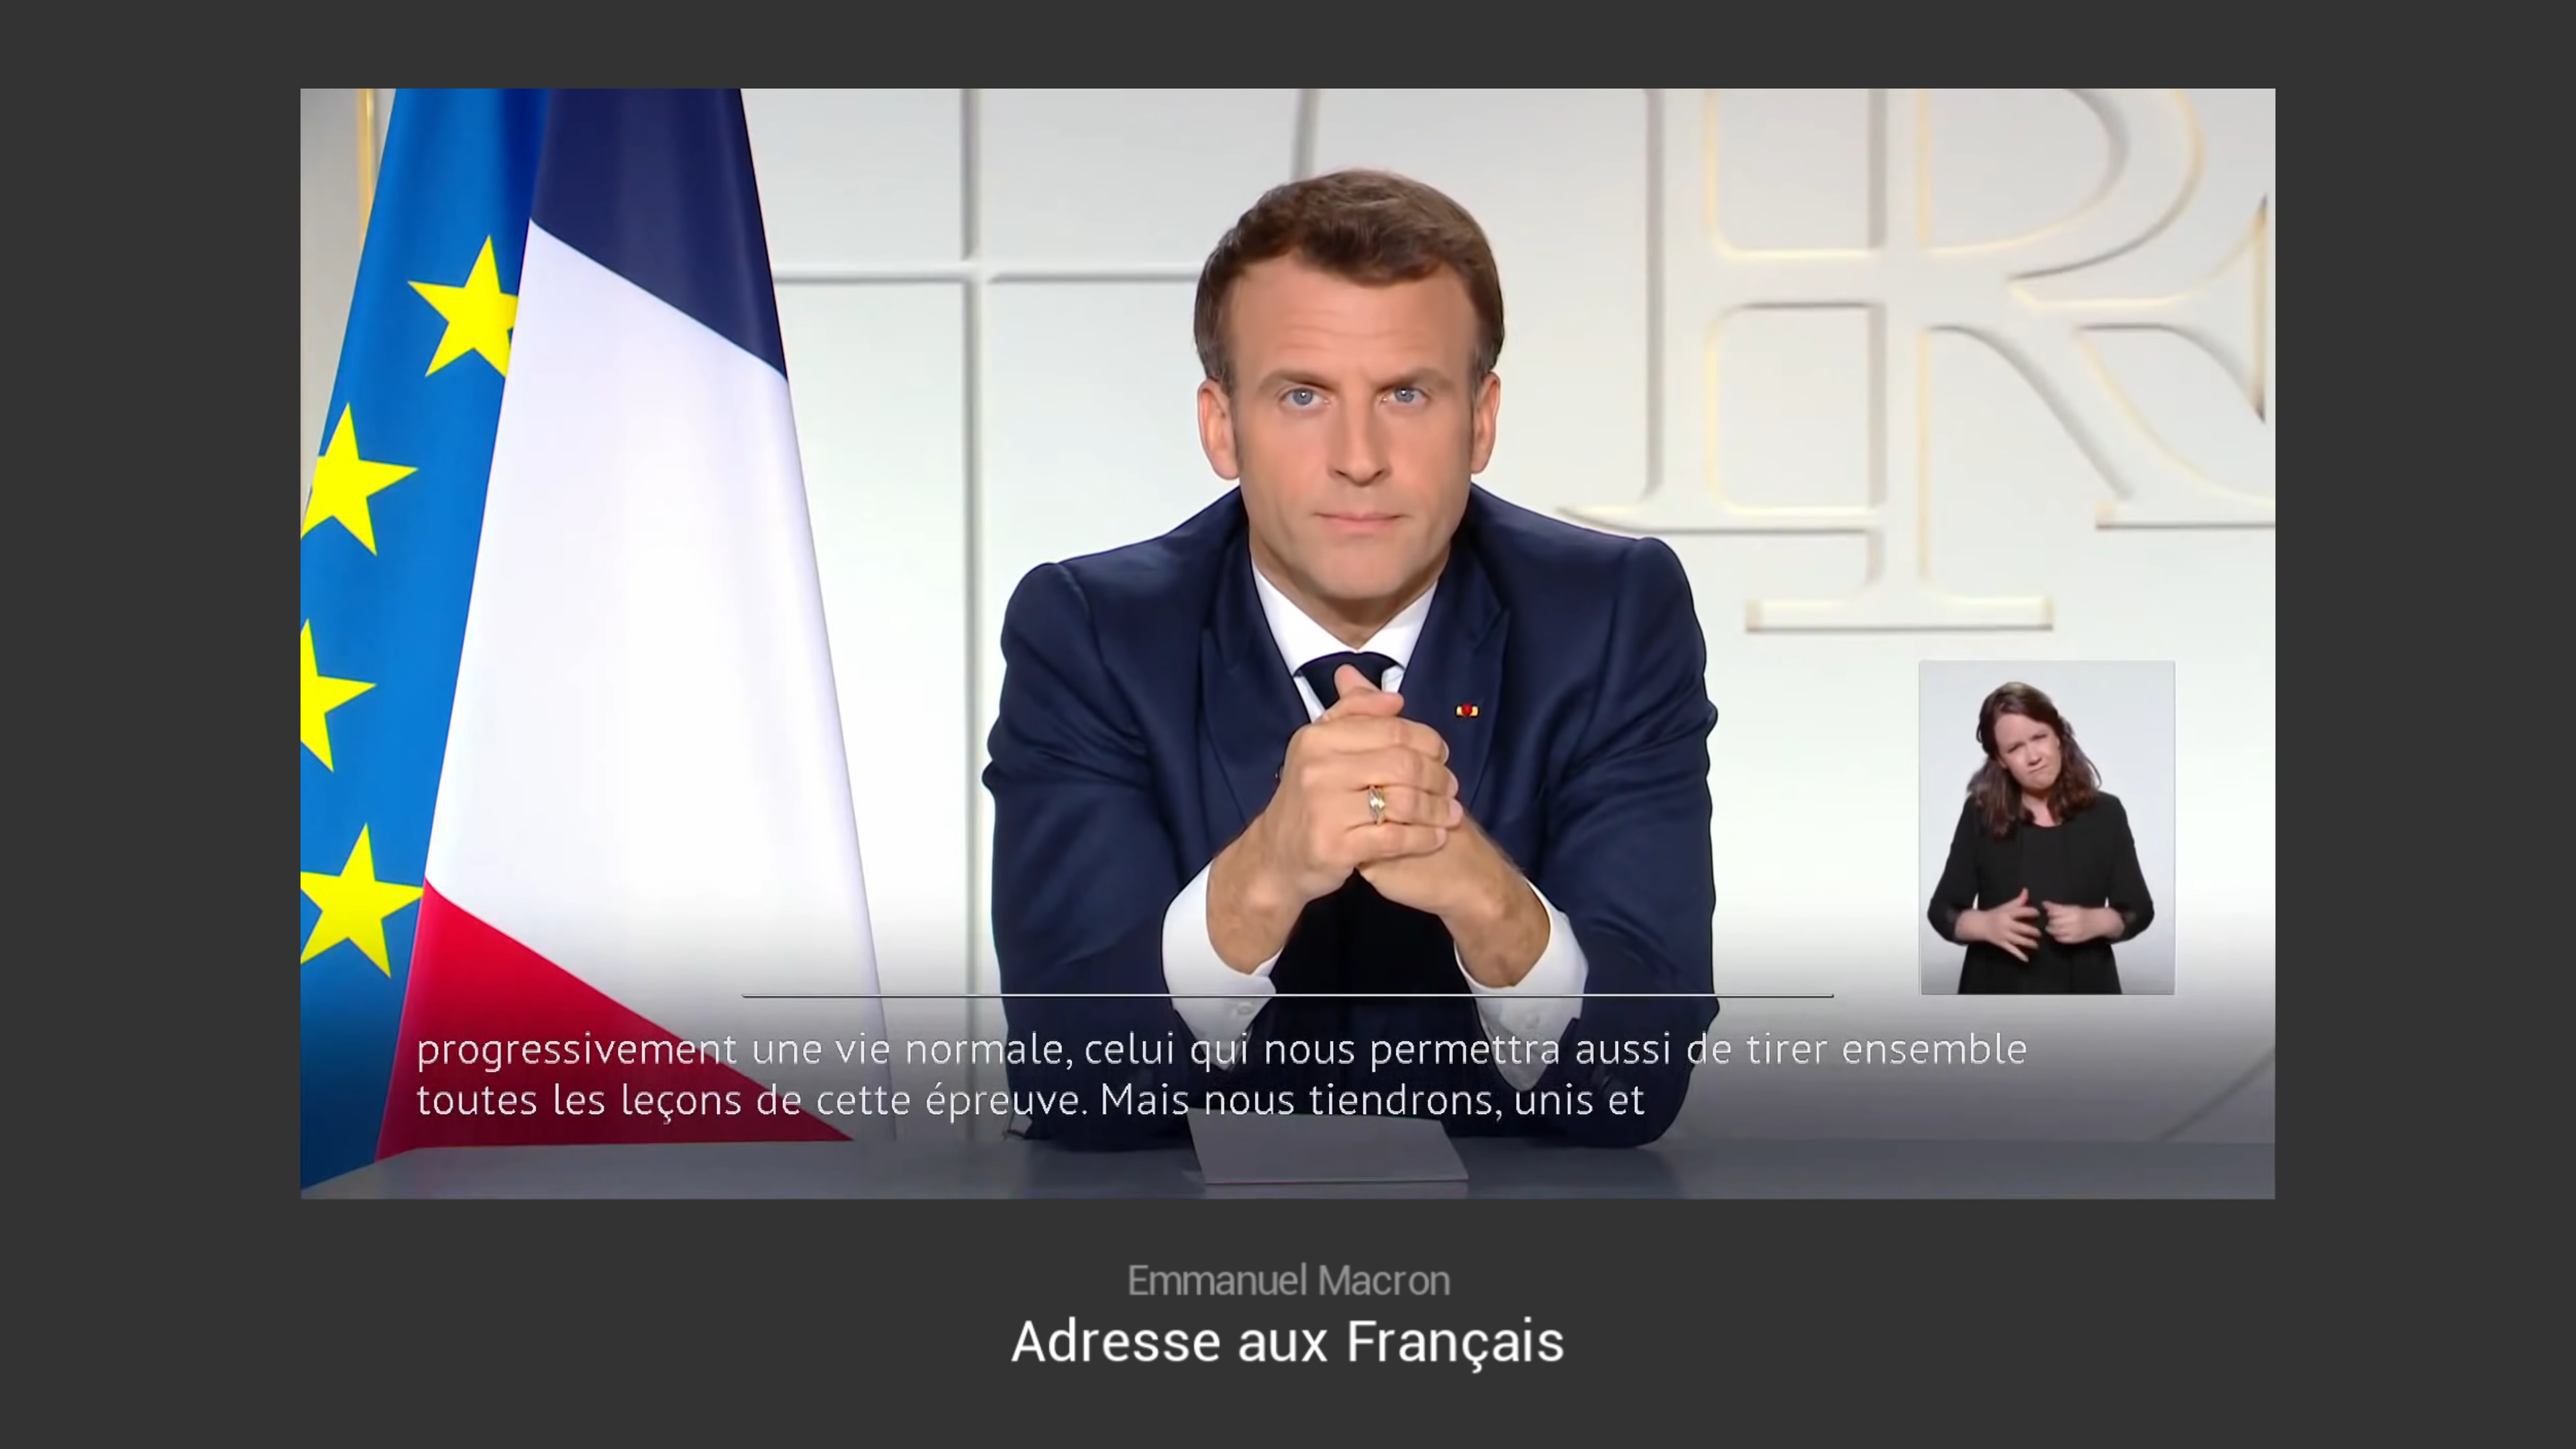 RF
progressivement une vie normale, celui qui nous permettra aussi de tirer ensemble
toutes les leçons de cette épreuve. Mais nous tiendrons, unis et
Emmanuel Macron
Adresse aux Français